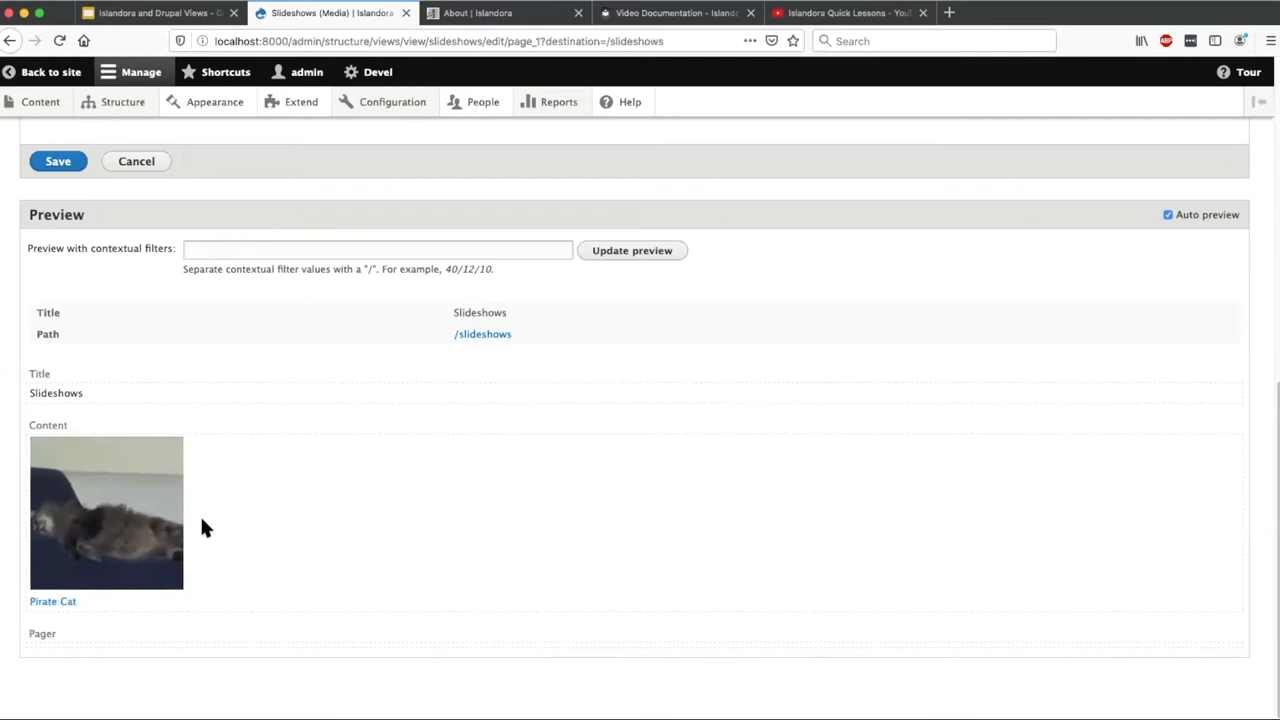 Islandora and Drupal Views - G
Slideshows (Media) | Islandora
About | Islandora
Video Documentation - Island
Islandora Quick Lessons - You
localhost:8000/admin/structure/views/view/slideshows/edit/page_1?destination=/slideshows
Search
ABP
Back to site
Manage
Shortcuts
admin
Devel
Tour
Content
Structure
Appearance
Extend
Configuration
People
Reports
Help
Save
Cancel
Preview
Auto preview
Preview with contextual filters:
Update preview
Separate contextual filter values with a "/". For example, 40/12/10.
Title Slideshows
Path /slideshows
Title
Slideshows
Content
Pirate Cat
Pager